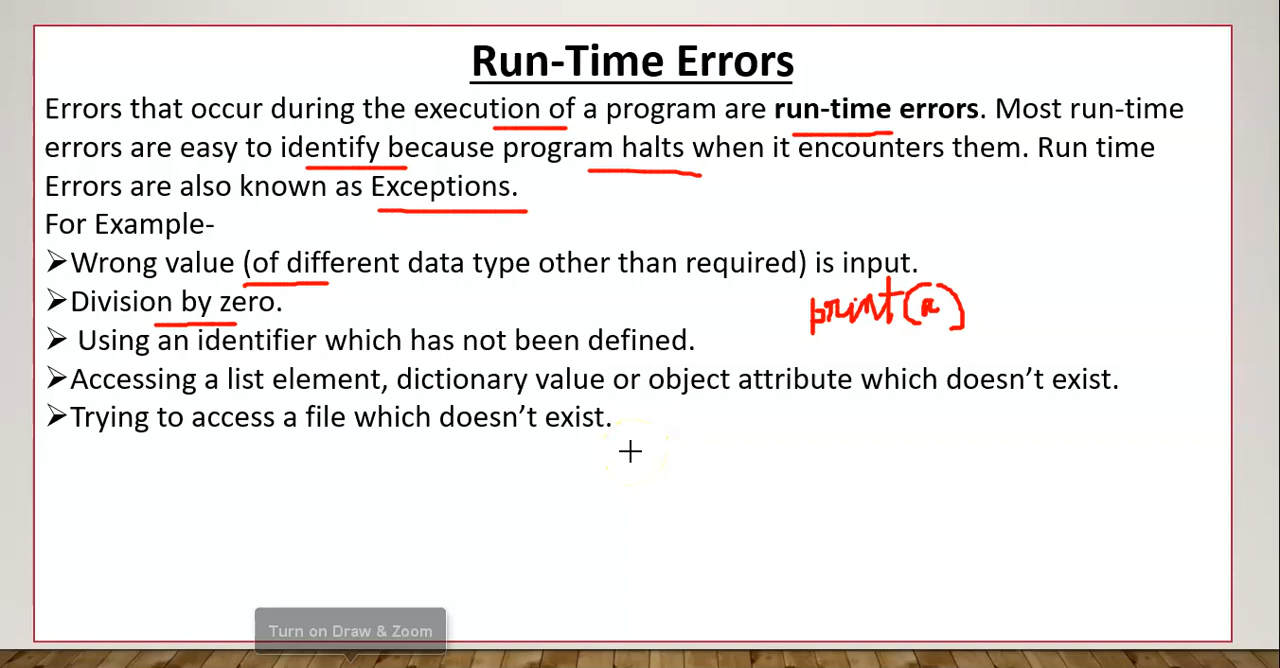 Run-Time Errors
Errors that occur during the execution of a program are run-time errors. Most run-time
errors are easy to identify because program halts when it encounters them. Run time
Errors are also known as Exceptions.
For Example-
➢Wrong value (of different data type other than required) is input.
➢Division by zero.
print(a)
➢ Using an identifier which has not been defined.
➢Accessing a list element, dictionary value or object attribute which doesn’t exist.
➢Trying to access a file which doesn’t exist.
Turn on Draw & Zoom